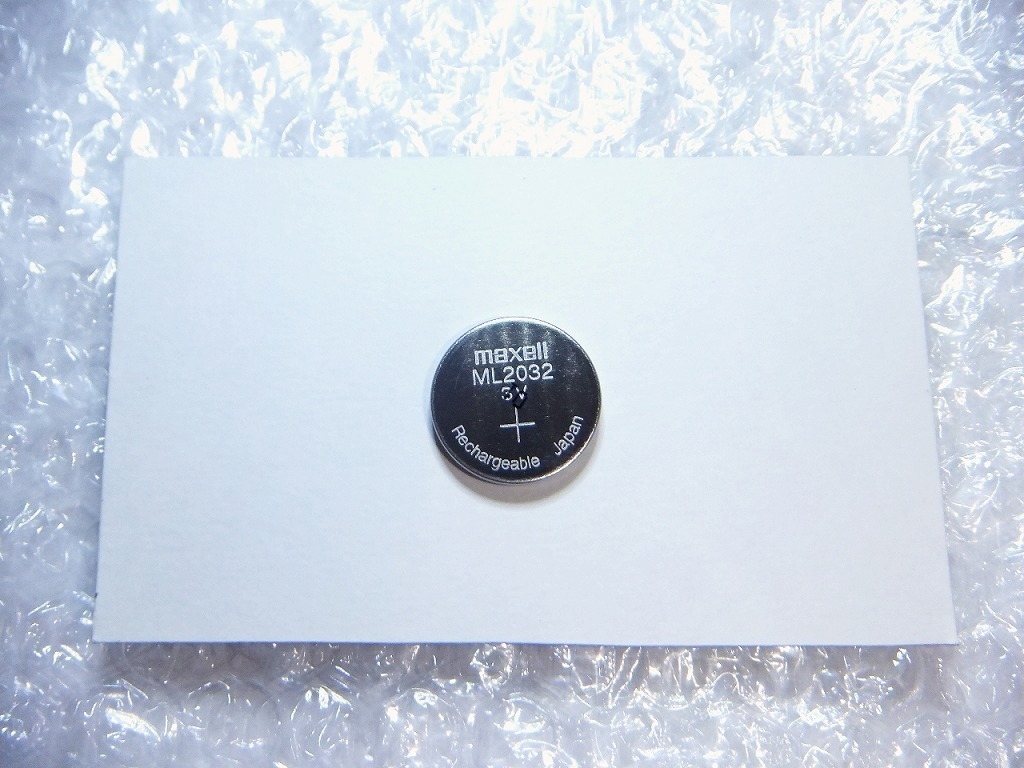 maxell
ML2032
3V
+
Rechargeable Japan